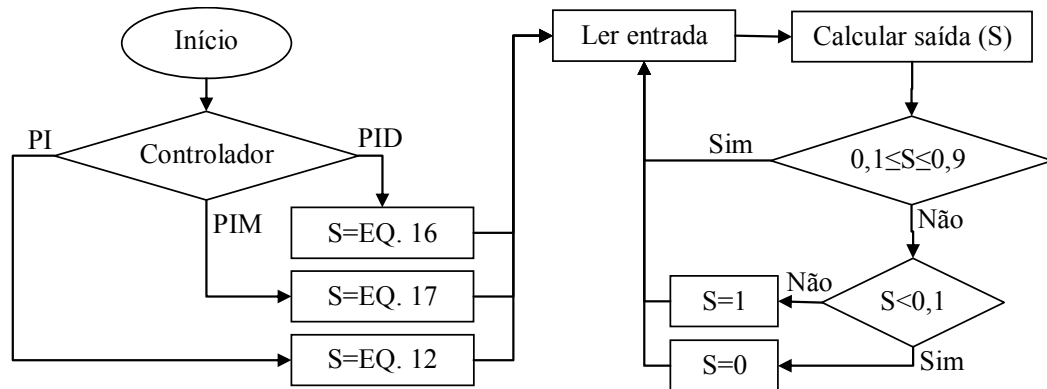 Início
Ler entrada
Calcular saída (S)
PI
Controlador
PID
Sim
0,1≤S≤0,9
PIM
S=EQ. 16
Não
S=EQ. 17
S=1
Não
S<0,1
S=EQ. 12
S=0
Sim